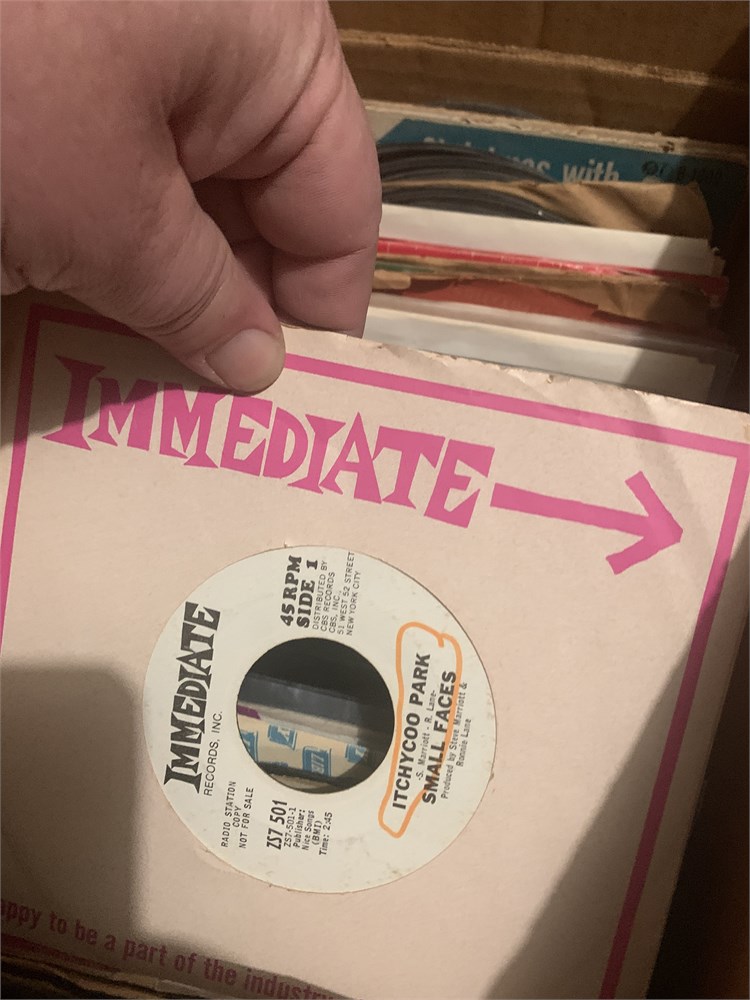 with
IMMEDIATE
IMMEDIATE
RECORDS, INC.
RADIO STATION
COPY
NOT FOR SALE
45 RPM
SIDE 1
DISTRIBUTED BY
CBS RECORDS
CBS, INC.
51 WEST 52 STREET
NEW YORK CITY
ZS7 501
ZS7-501-1
Publisher:
Nice Songs
(BMI)
Time: 2:45
ITCHYCOO PARK
-S. Marriott - R. Lane-
SMALL FACES
Produced by Steve Marriott &
Ronnie Lane
to be a part of the industry